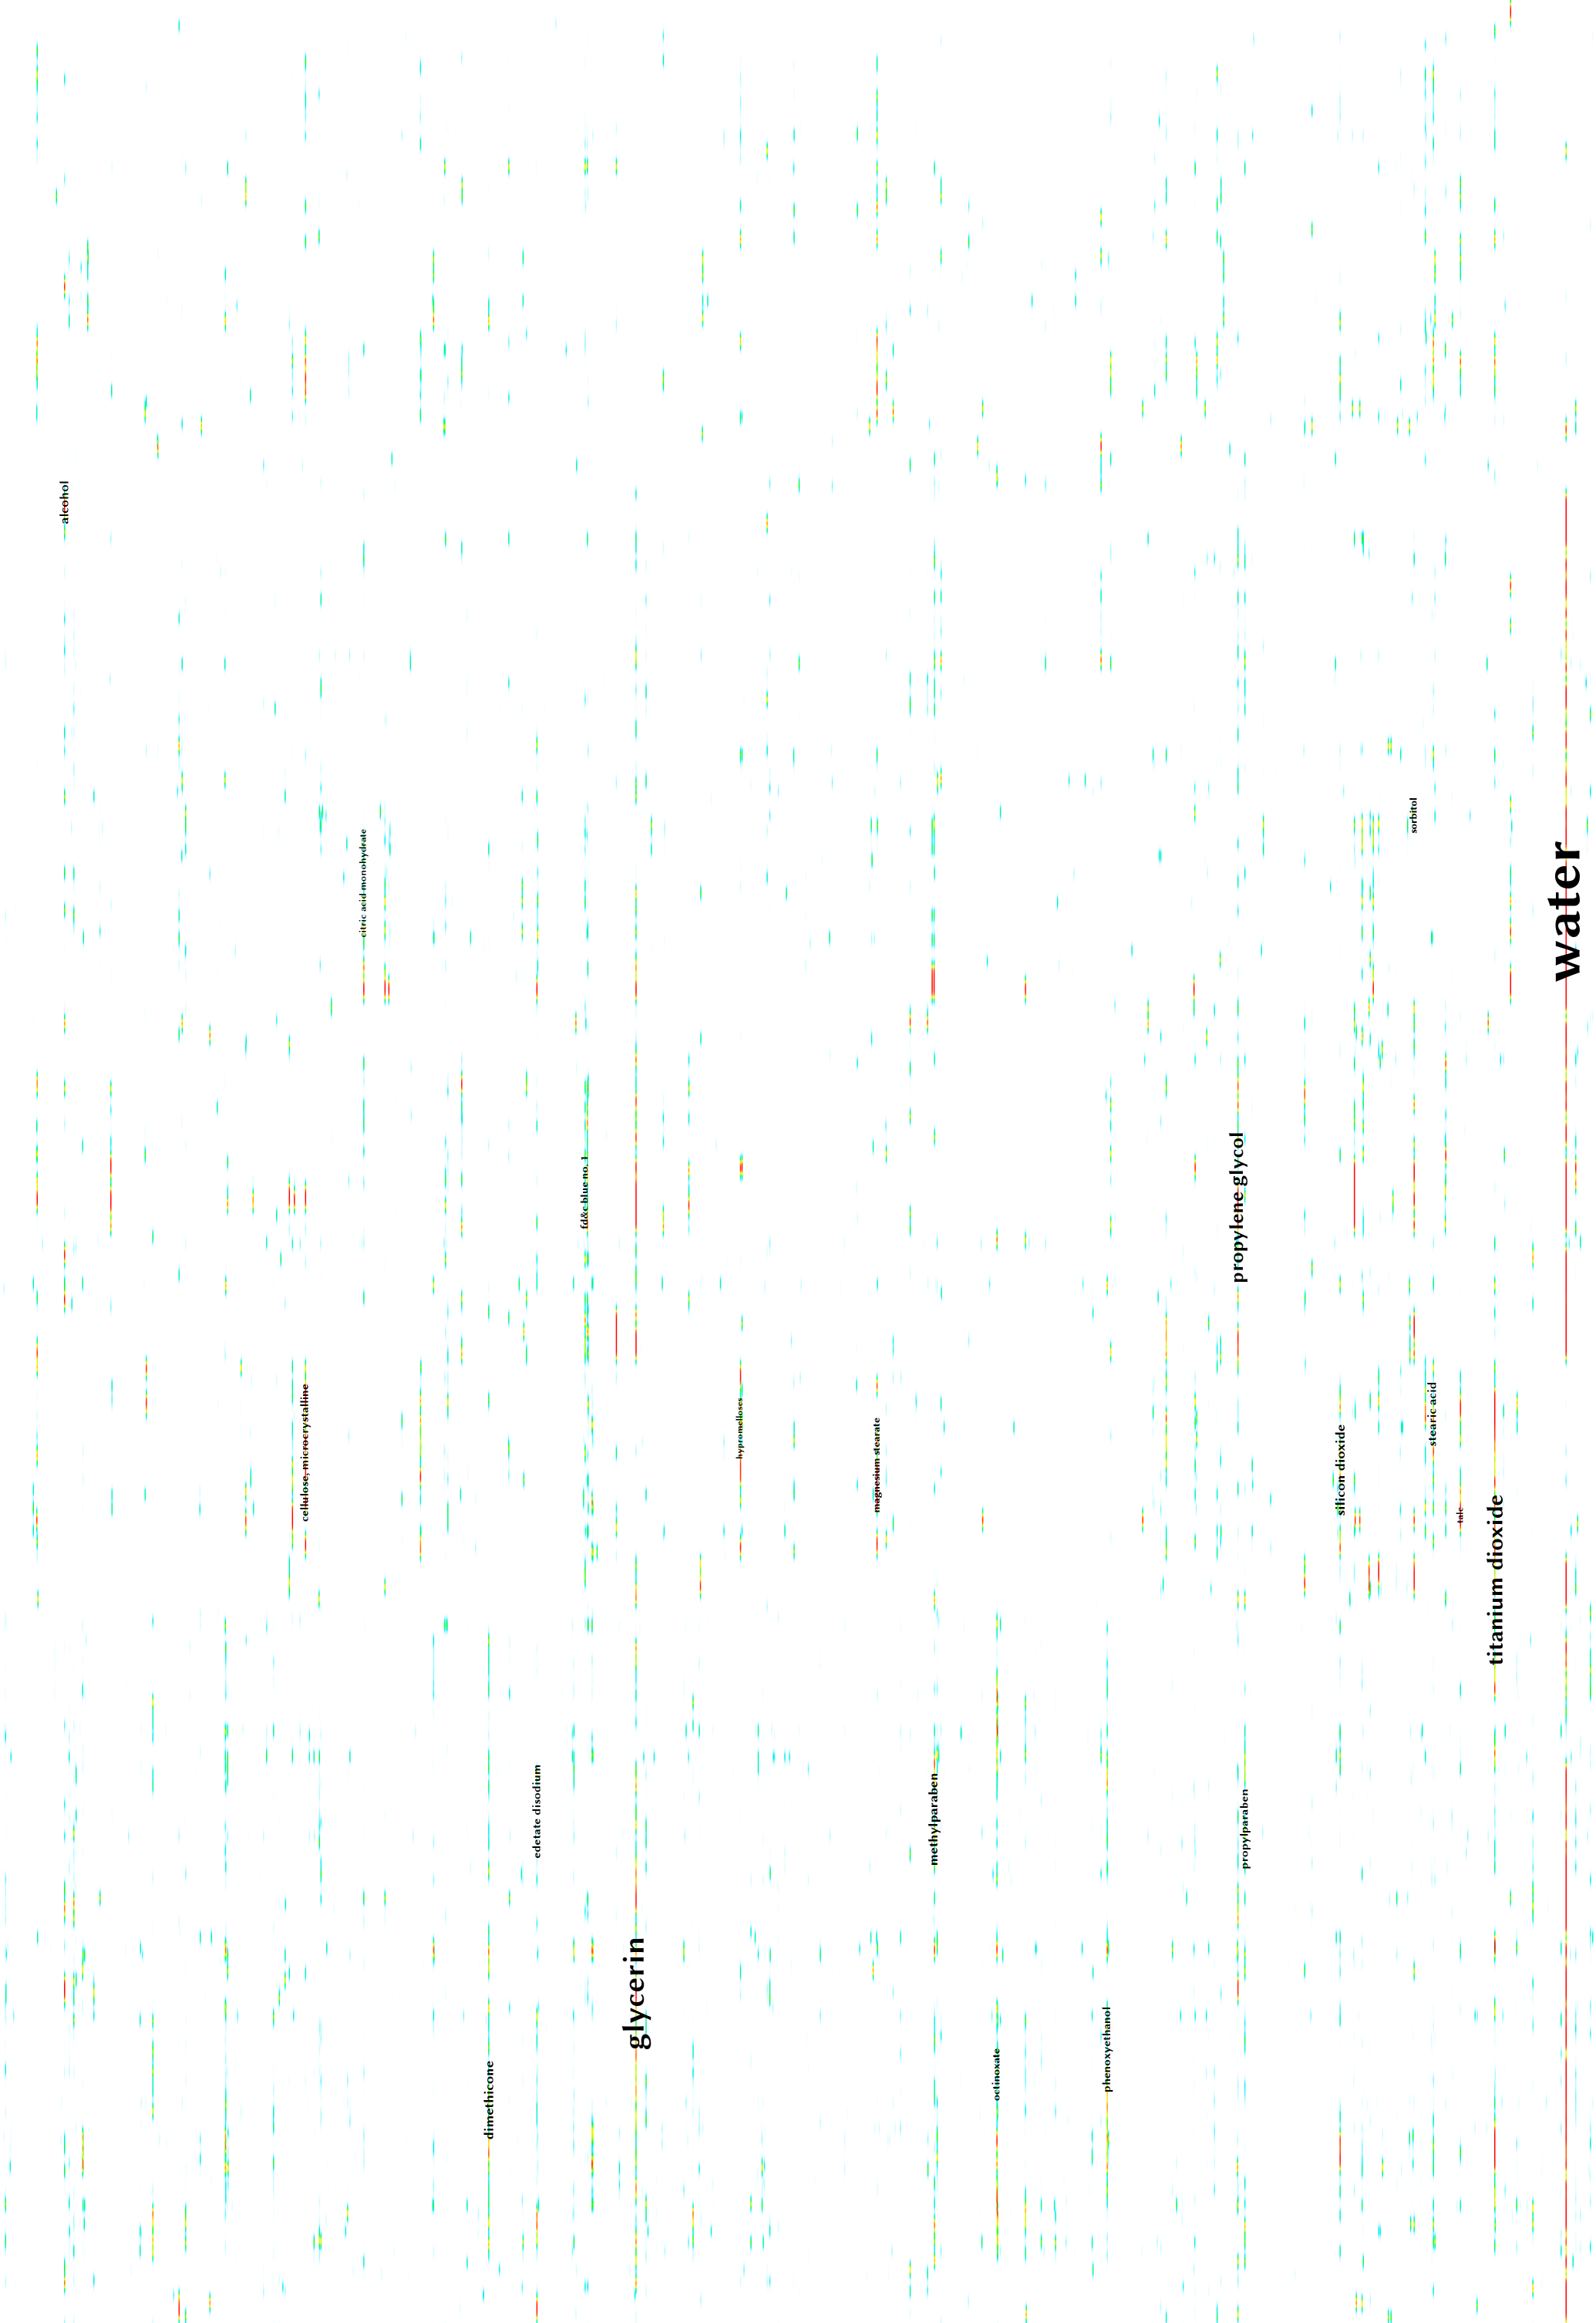 alcohol
citric acid monohydrate
cellulose, microcrystalline
dimethicone
edetate disodium
fd&c blue no. 1
glycerin
hypromelloses
magnesium stearate
methylparaben
octinoxate
phenoxyethanol
propylene glycol
propylparaben
silicon dioxide
sorbitol
stearic acid
talc
titanium dioxide
water